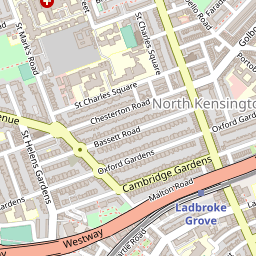 Street
St. Mark's Road
St Charles Square
St Charles Square
Chesterton Road
North Kensington
Bassett Road
Oxford Gardens
Oxford Gardens
Cambridge Gardens
Malton Road
St Helens Gardens
Ladbroke
Grove
Westway